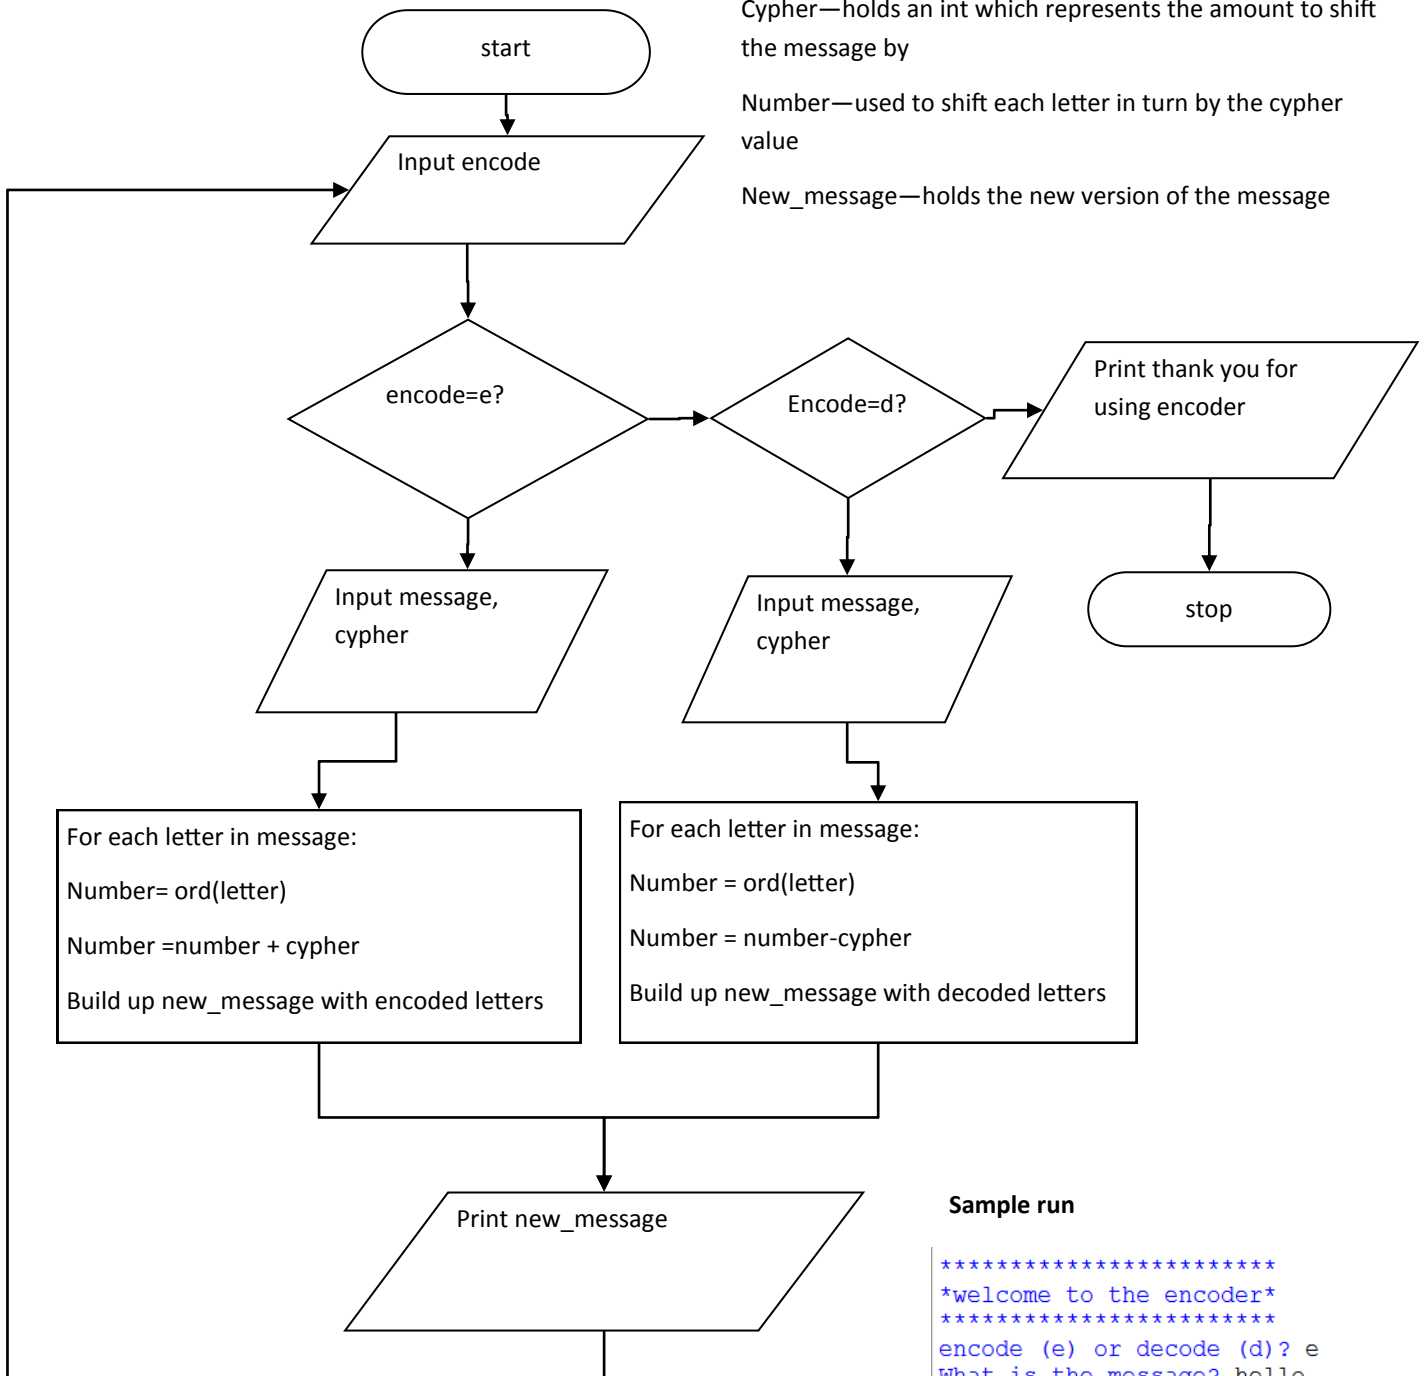 Cypher—holds an int which represents the amount to shift
the message by
Number—used to shift each letter in turn by the cypher
value
New_message—holds the new version of the message
start
Input encode
encode=e?
Encode=d?
Print thank you for
using encoder
stop
Input message,
cypher
Input message,
cypher
For each letter in message:
Number= ord(letter)
Number =number + cypher
Build up new_message with encoded letters
For each letter in message:
Number = ord(letter)
Number = number-cypher
Build up new_message with decoded letters
Print new_message
Sample run
************************
*welcome to the encoder*
************************
encode (e) or decode (d)? e
What is the message? hello